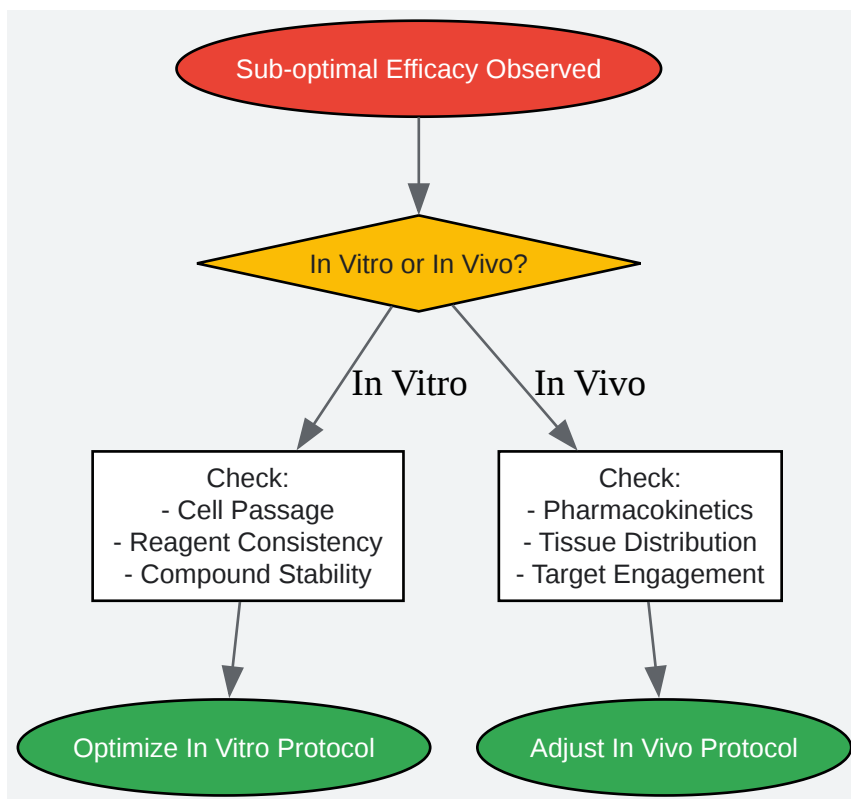 Sub-optimal Efficacy Observed
In Vitro or In Vivo?
In Vitro
In Vivo
Check:
- Cell Passage
- Reagent Consistency
- Compound Stability
Check:
- Pharmacokinetics
- Tissue Distribution
- Target Engagement
Optimize In Vitro Protocol
Adjust In Vivo Protocol